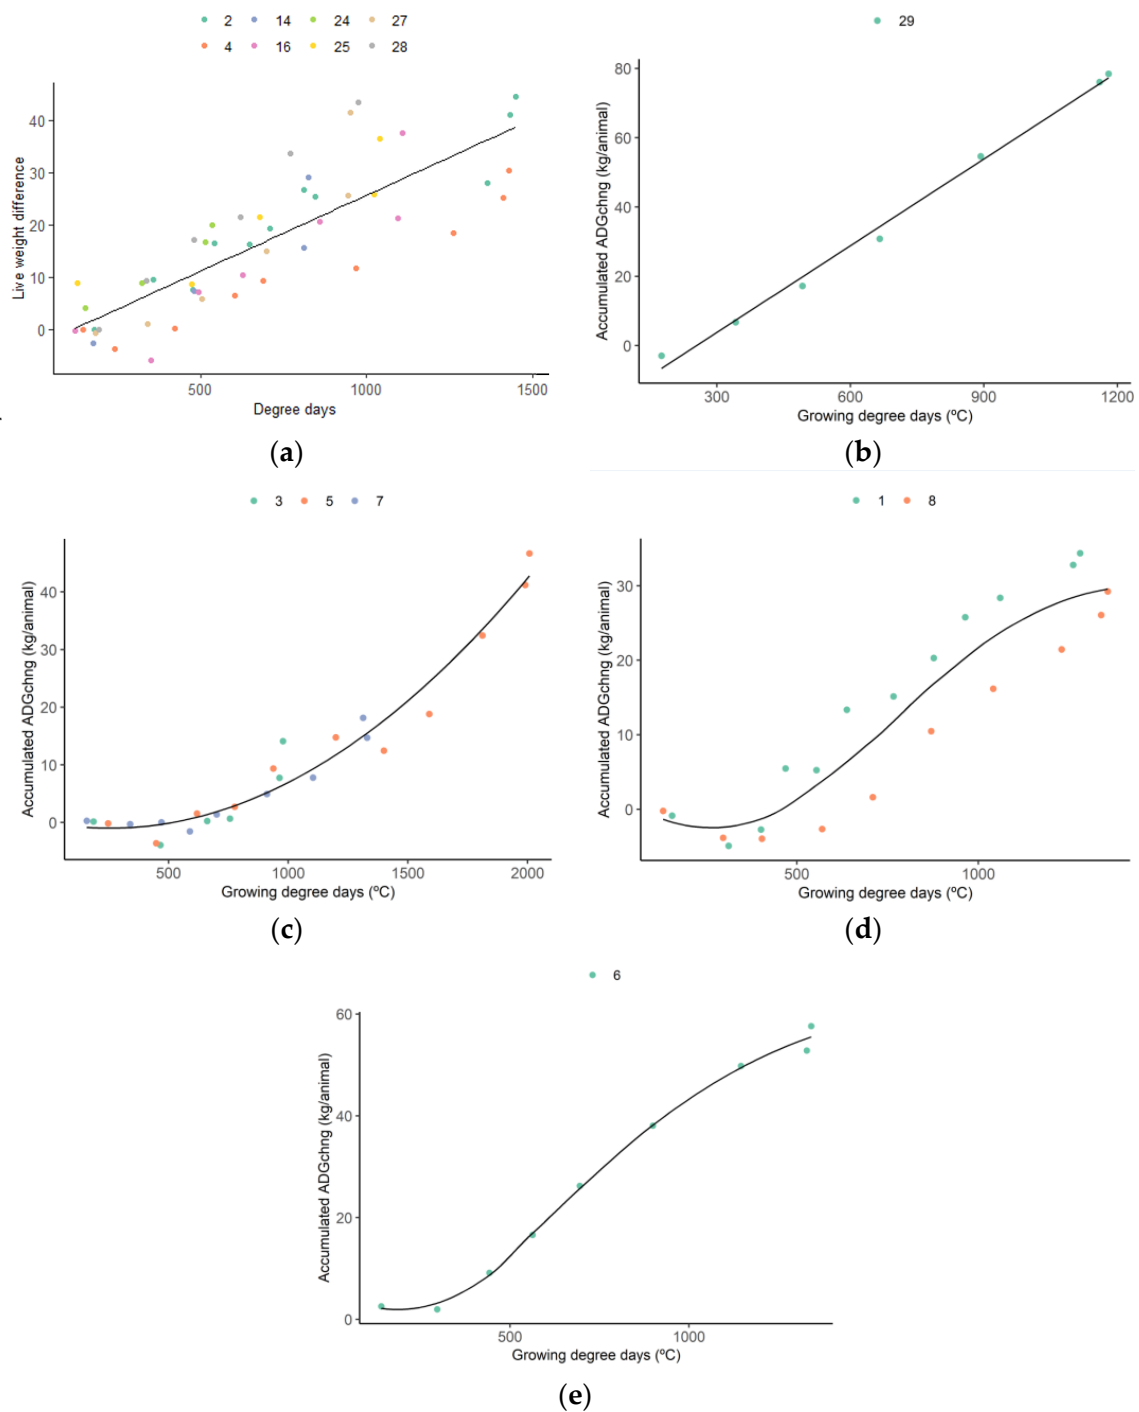 2 14 24 27
4 16 25 28
Live weight difference
40
30
20
10
0
500 1000 1500
Degree days
(a)
29
Accumulated ADGchng (kg/animal)
80
60
40
20
0
300 600 900 1200
Growing degree days (ºC)
(b)
3 5 7
Accumulated ADGchng (kg/animal)
40
30
20
10
0
500 1000 1500 2000
Growing degree days (ºC)
(c)
1 8
Accumulated ADGchng (kg/animal)
30
20
10
0
500 1000
Growing degree days (ºC)
(d)
6
Accumulated ADGchng (kg/animal)
60
40
20
0
500 1000
Growing degree days (ºC)
(e)